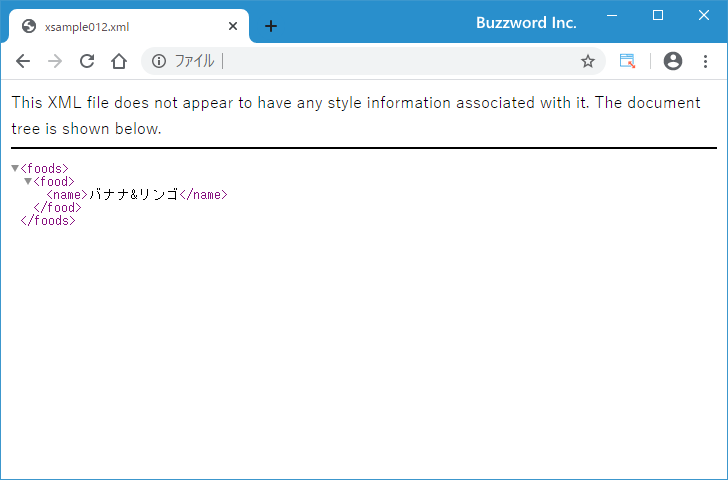 xsample012.xml
Buzzword Inc.
ファイル |
This XML file does not appear to have any style information associated with it. The document
tree is shown below.
▼<foods>
▼<food>
<name>バナナ&リンゴ</name>
</food>
</foods>